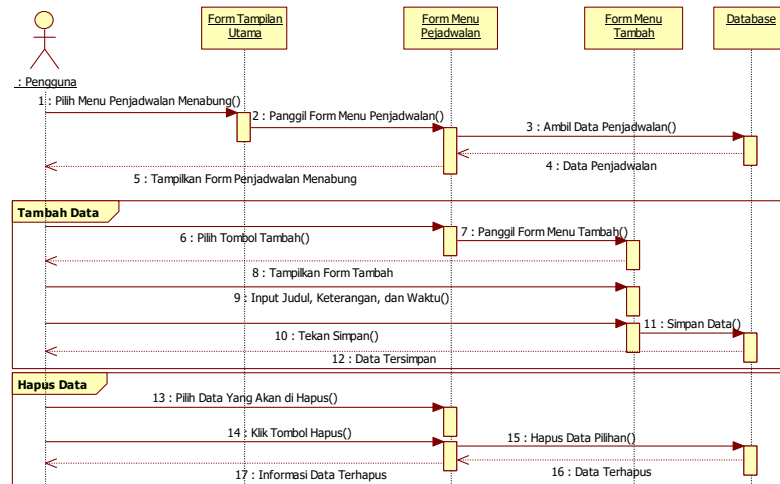 Form Tampilan
Utama
Form Menu
Pejadwalan
Form Menu
Tambah
Database
: Pengguna
1 : Pilih Menu Penjadwalan Menabung()
2 : Panggil Form Menu Penjadwalan()
3 : Ambil Data Penjadwalan()
4 : Data Penjadwalan
5 : Tampilkan Form Penjadwalan Menabung
Tambah Data
6 : Pilih Tombol Tambah()
7 : Panggil Form Menu Tambah()
8 : Tampilkan Form Tambah
9 : Input Judul, Keterangan, dan Waktu()
10 : Tekan Simpan()
11 : Simpan Data()
12 : Data Tersimpan
Hapus Data
13 : Pilih Data Yang Akan di Hapus()
14 : Klik Tombol Hapus()
15 : Hapus Data Pilihan()
16 : Data Terhapus
17 : Informasi Data Terhapus